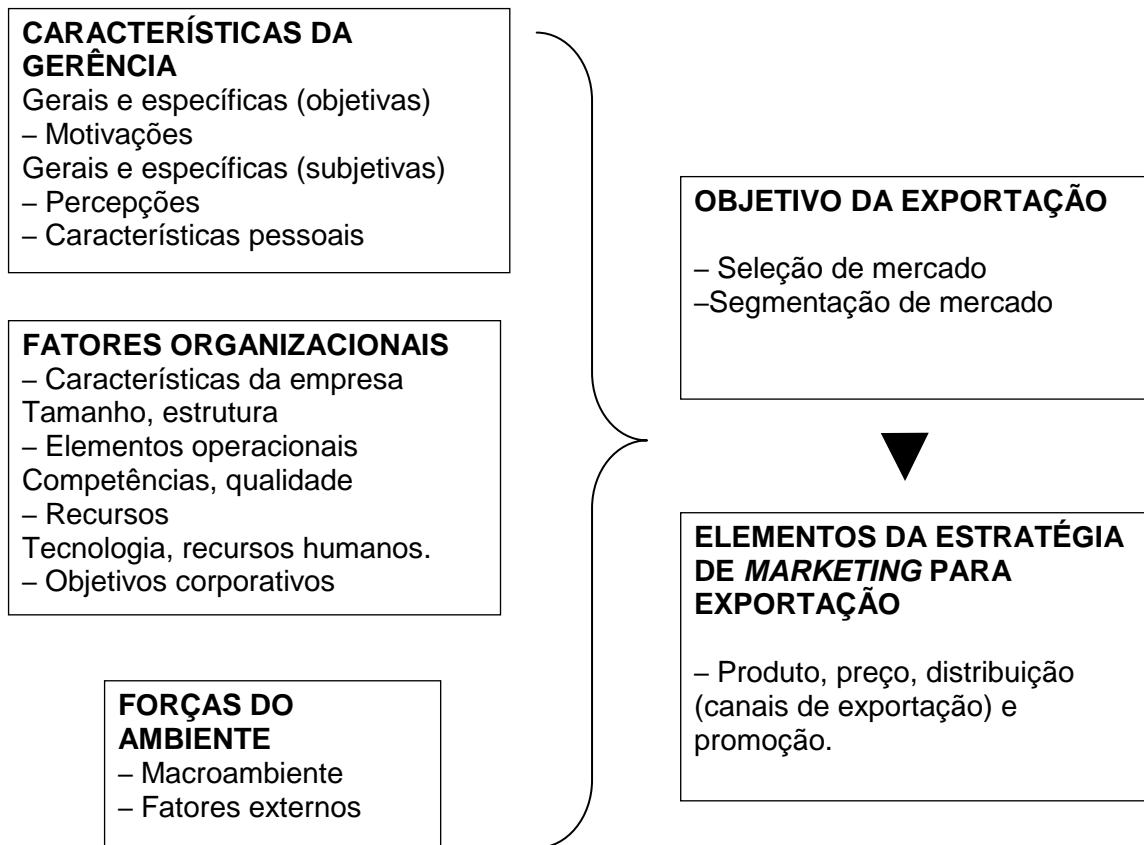 CARACTERÍSTICAS DA
GERÊNCIA
Gerais e específicas (objetivas)
– Motivações
Gerais e específicas (subjetivas)
– Percepções
– Características pessoais
FATORES ORGANIZACIONAIS
– Características da empresa
Tamanho, estrutura
– Elementos operacionais
Competências, qualidade
– Recursos
Tecnologia, recursos humanos.
– Objetivos corporativos
FORÇAS DO
AMBIENTE
– Macroambiente
– Fatores externos
OBJETIVO DA EXPORTAÇÃO
– Seleção de mercado
–Segmentação de mercado
ELEMENTOS DA ESTRATÉGIA
DE MARKETING PARA
EXPORTAÇÃO
– Produto, preço, distribuição
(canais de exportação) e
promoção.